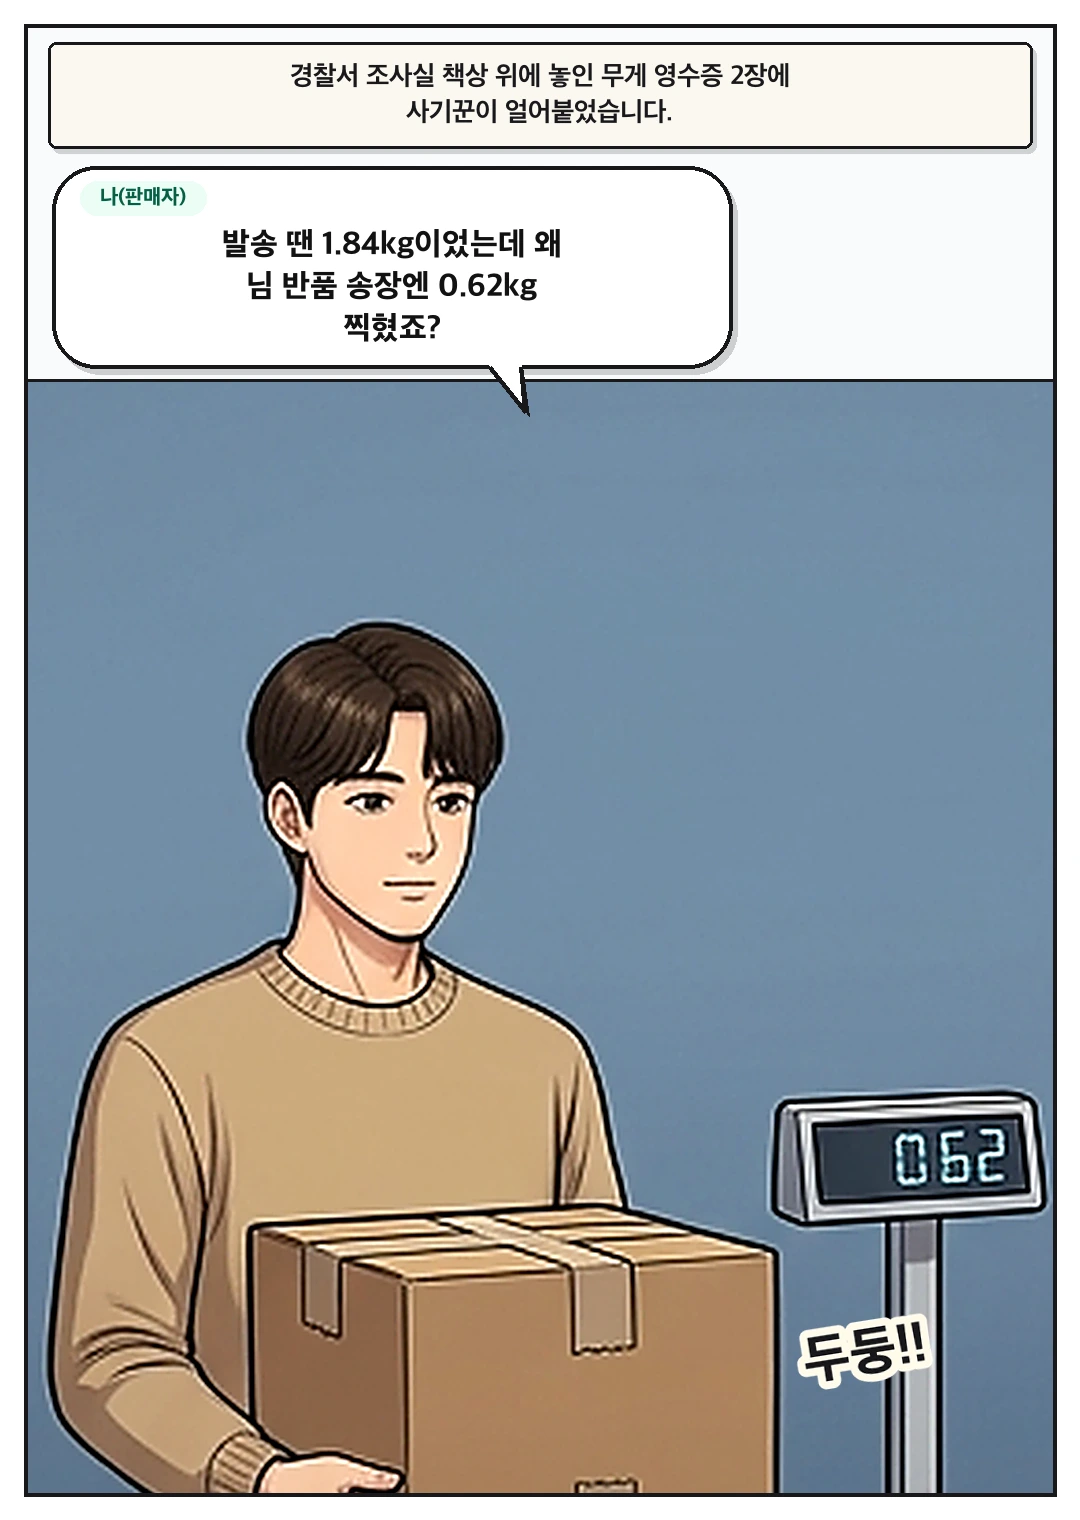 경찰서 조사실 책상 위에 놓인 무게 영수증 2장에
사기꾼이 얼어붙었습니다.
나(판매자)
발송 땐 1.84kg이었는데 왜
님 반품 송장엔 0.62kg
찍혔죠?
062
두둥!!